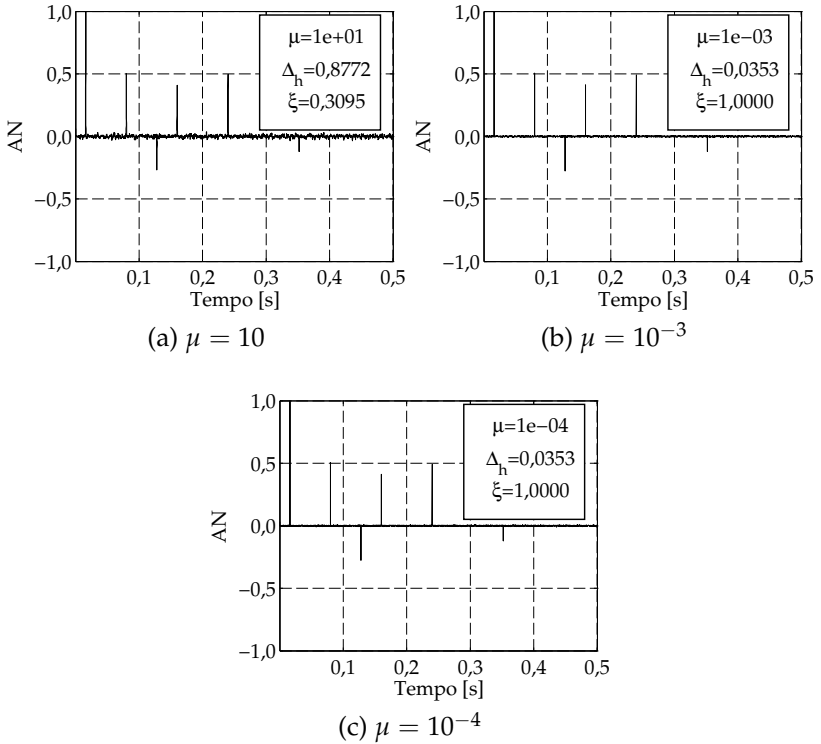 1,0
0,5
0,0
−0,5
−1,0
AN
μ=1e+01
Δh=0,8772
ξ=0,3095
0,1 0,2 0,3 0,4 0,5
Tempo [s]
(a) μ = 10
1,0
0,5
0,0
−0,5
−1,0
AN
μ=1e−03
Δh=0,0353
ξ=1,0000
0,1 0,2 0,3 0,4 0,5
Tempo [s]
(b) μ = 10⁻³
1,0
0,5
0,0
−0,5
−1,0
AN
μ=1e−04
Δh=0,0353
ξ=1,0000
0,1 0,2 0,3 0,4 0,5
Tempo [s]
(c) μ = 10⁻⁴